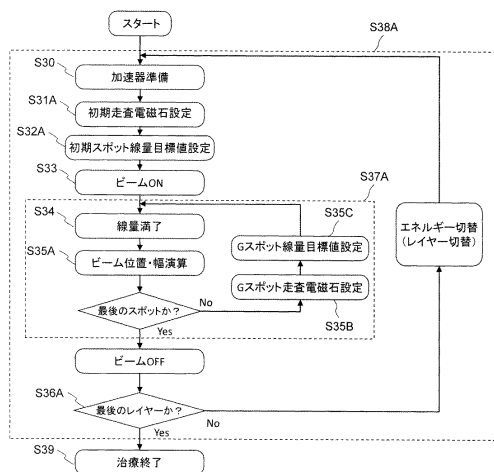 スタート
S38A
S30
加速器準備
S31A
初期走査電磁石設定
S32A
初期スポット線量目標値設定
S33
ビームON
S37A
S34
線量満了
S35C
Gスポット線量目標値設定
エネルギー切替
(レイヤー切替)
S35A
ビーム位置・幅演算
Gスポット走査電磁石設定
S35B
最後のスポットか？
No
Yes
ビームOFF
S36A
最後のレイヤーか？
No
Yes
S39
治療終了